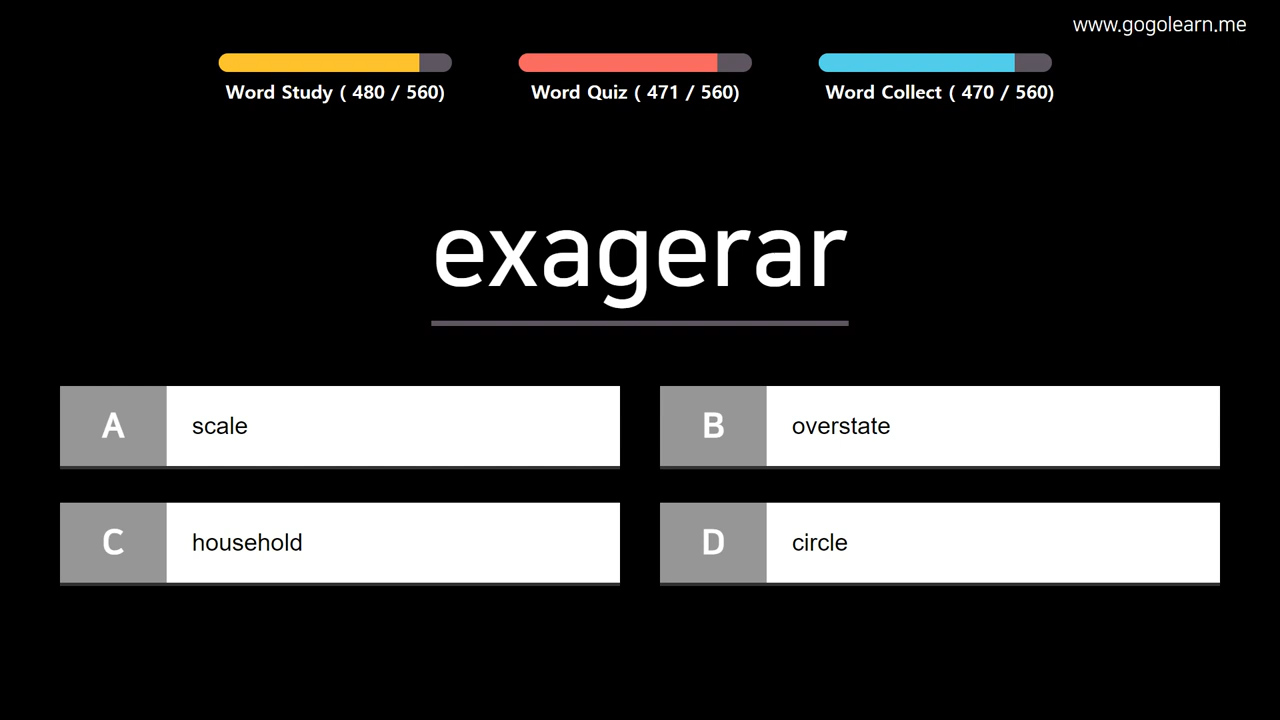 www.gogolearn.me
Word Study ( 480 / 560)
Word Quiz ( 471 / 560)
Word Collect ( 470 / 560)
exagerar
A scale
B overstate
C household
D circle